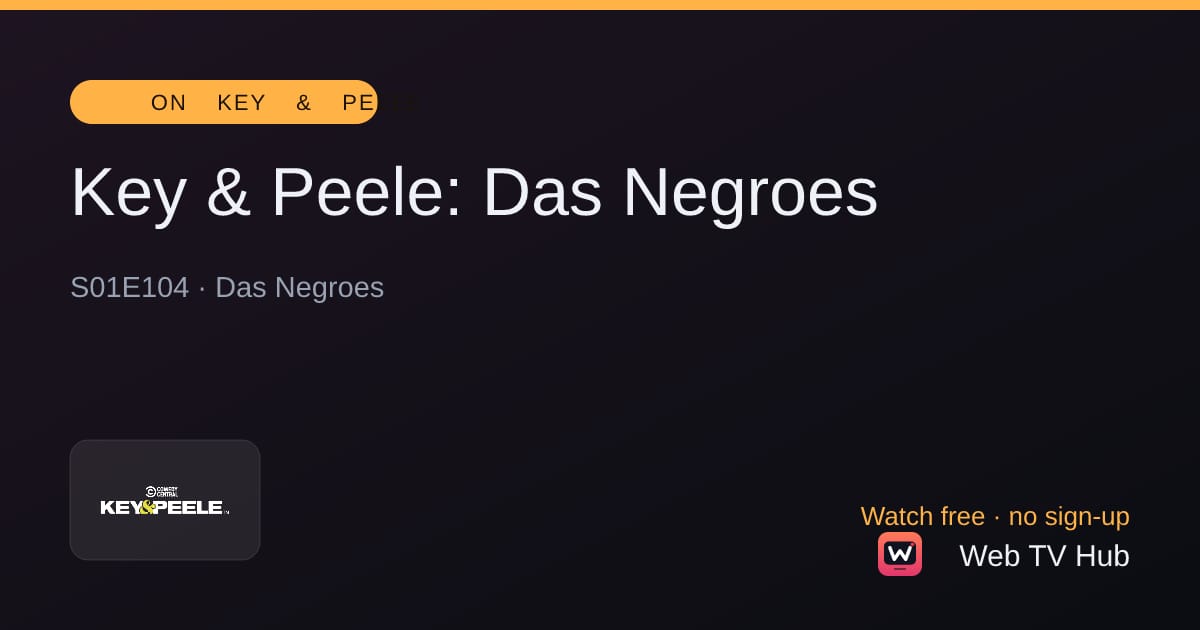 ON KEY & PE
Key & Peele: Das Negroes
S01E104 · Das Negroes
COMEDY
CENTRAL
KEY&PEELE
Watch free · no sign-up
W
Web TV Hub